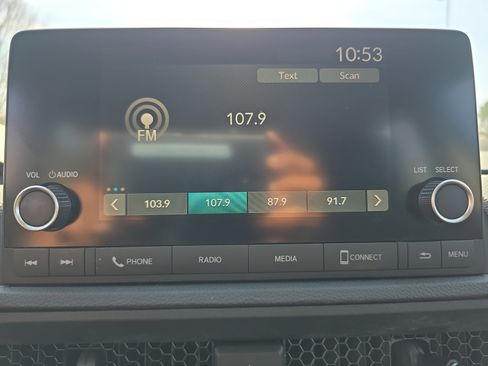 10:53
Text Scan
FM
107.9
VOL AUDIO
LIST SELECT
103.9 107.9 87.9 91.7
PHONE RADIO MEDIA CONNECT MENU